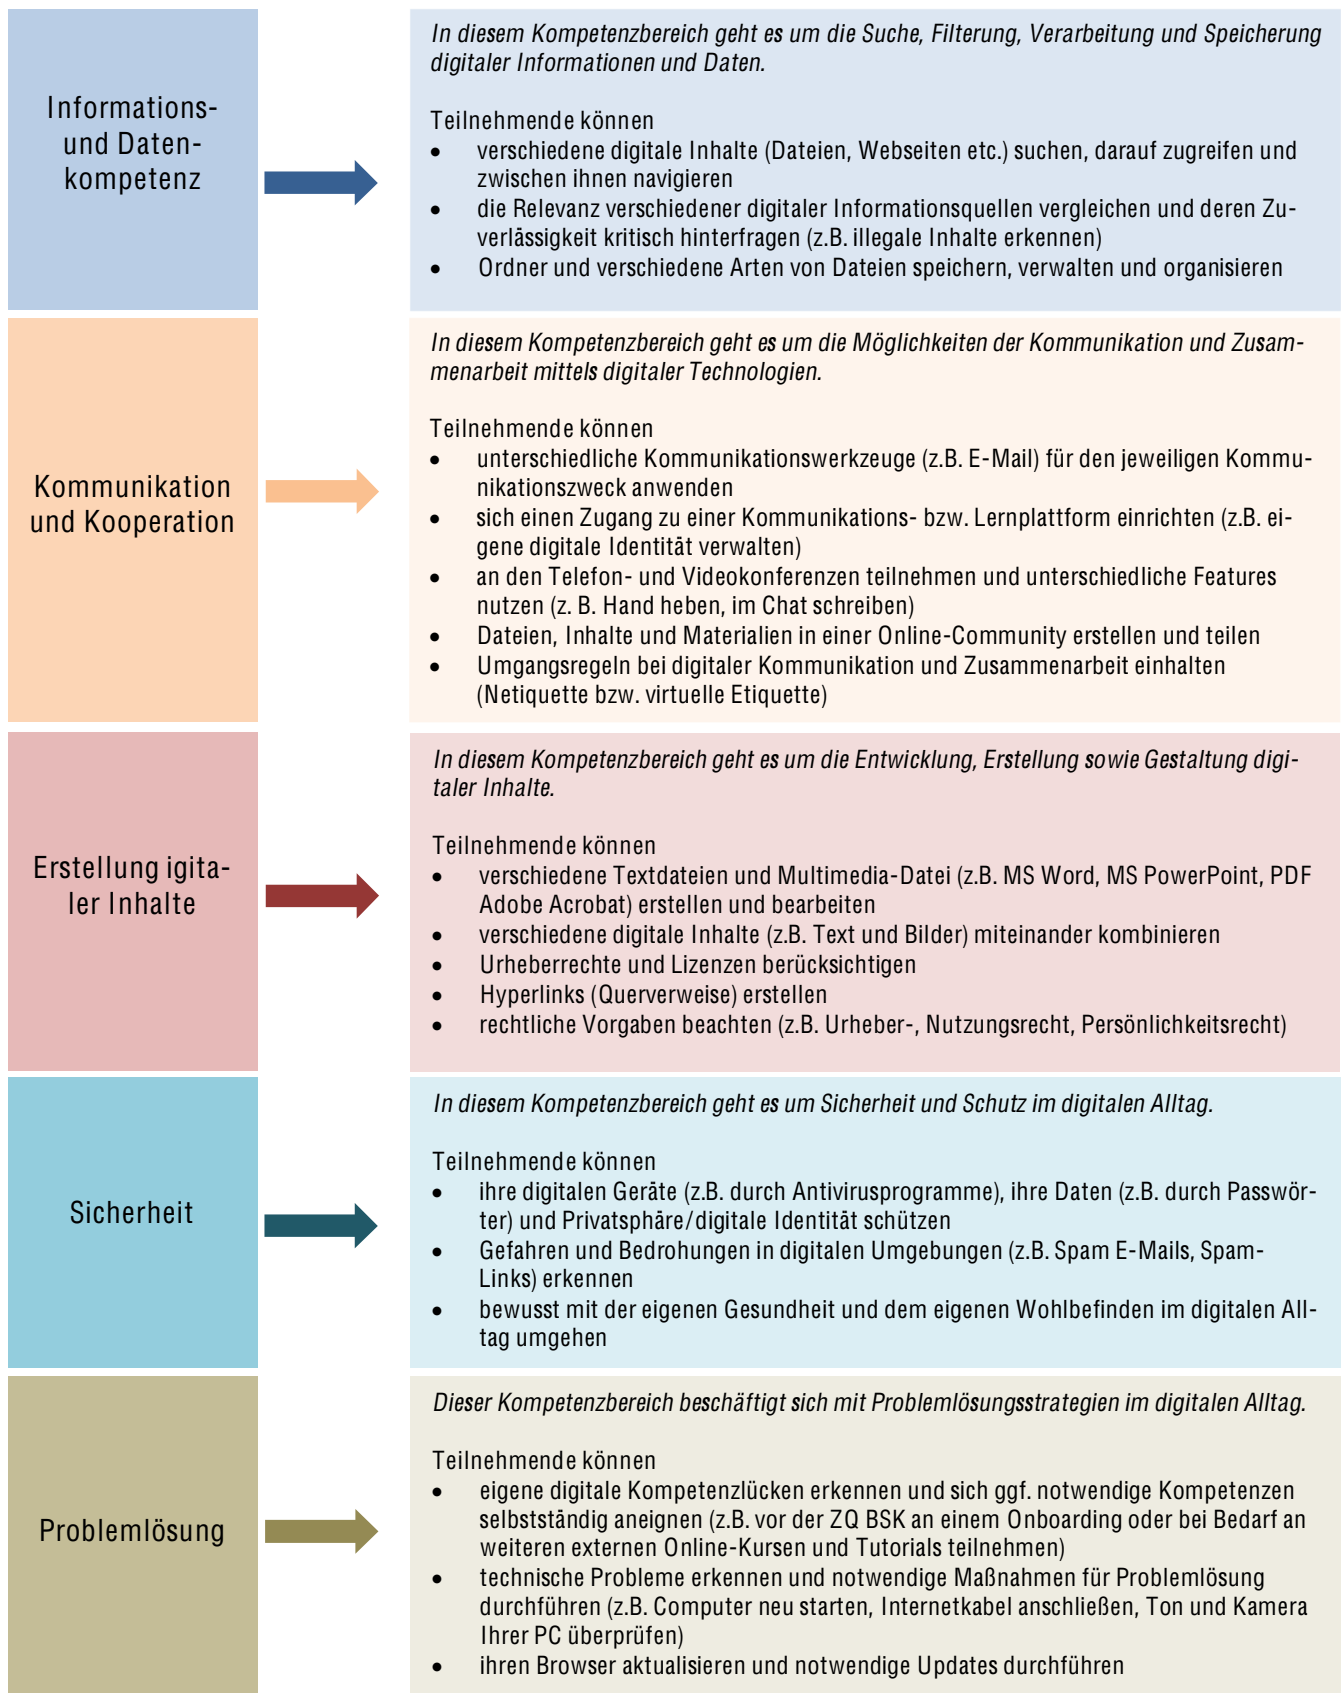 Informations-
und Daten-
kompetenz
In diesem Kompetenzbereich geht es um die Suche, Filterung, Verarbeitung und Speicherung
digitaler Informationen und Daten.
Teilnehmende können
• verschiedene digitale Inhalte (Dateien, Webseiten etc.) suchen, darauf zugreifen und
zwischen ihnen navigieren
• die Relevanz verschiedener digitaler Informationsquellen vergleichen und deren Zu-
verlässigkeit kritisch hinterfragen (z.B. illegale Inhalte erkennen)
• Ordner und verschiedene Arten von Dateien speichern, verwalten und organisieren
Kommunikation
und Kooperation
In diesem Kompetenzbereich geht es um die Möglichkeiten der Kommunikation und Zusam-
menarbeit mittels digitaler Technologien.
Teilnehmende können
• unterschiedliche Kommunikationswerkzeuge (z.B. E-Mail) für den jeweiligen Kommu-
nikationszweck anwenden
• sich einen Zugang zu einer Kommunikations- bzw. Lernplattform einrichten (z.B. ei-
gene digitale Identität verwalten)
• an den Telefon- und Videokonferenzen teilnehmen und unterschiedliche Features
nutzen (z. B. Hand heben, im Chat schreiben)
• Dateien, Inhalte und Materialien in einer Online-Community erstellen und teilen
• Umgangsregeln bei digitaler Kommunikation und Zusammenarbeit einhalten
(Netiquette bzw. virtuelle Etiquette)
Erstellung igita-
ler Inhalte
In diesem Kompetenzbereich geht es um die Entwicklung, Erstellung sowie Gestaltung digi-
taler Inhalte.
Teilnehmende können
• verschiedene Textdateien und Multimedia-Datei (z.B. MS Word, MS PowerPoint, PDF
Adobe Acrobat) erstellen und bearbeiten
• verschiedene digitale Inhalte (z.B. Text und Bilder) miteinander kombinieren
• Urheberrechte und Lizenzen berücksichtigen
• Hyperlinks (Querverweise) erstellen
• rechtliche Vorgaben beachten (z.B. Urheber-, Nutzungsrecht, Persönlichkeitsrecht)
Sicherheit
In diesem Kompetenzbereich geht es um Sicherheit und Schutz im digitalen Alltag.
Teilnehmende können
• ihre digitalen Geräte (z.B. durch Antivirusprogramme), ihre Daten (z.B. durch Passwör-
ter) und Privatsphäre/digitale Identität schützen
• Gefahren und Bedrohungen in digitalen Umgebungen (z.B. Spam E-Mails, Spam-
Links) erkennen
• bewusst mit der eigenen Gesundheit und dem eigenen Wohlbefinden im digitalen All-
tag umgehen
Problemlösung
Dieser Kompetenzbereich beschäftigt sich mit Problemlösungsstrategien im digitalen Alltag.
Teilnehmende können
• eigene digitale Kompetenzlücken erkennen und sich ggf. notwendige Kompetenzen
selbstständig aneignen (z.B. vor der ZQ BSK an einem Onboarding oder bei Bedarf an
weiteren externen Online-Kursen und Tutorials teilnehmen)
• technische Probleme erkennen und notwendige Maßnahmen für Problemlösung
durchführen (z.B. Computer neu starten, Internetkabel anschließen, Ton und Kamera
Ihrer PC überprüfen)
• ihren Browser aktualisieren und notwendige Updates durchführen